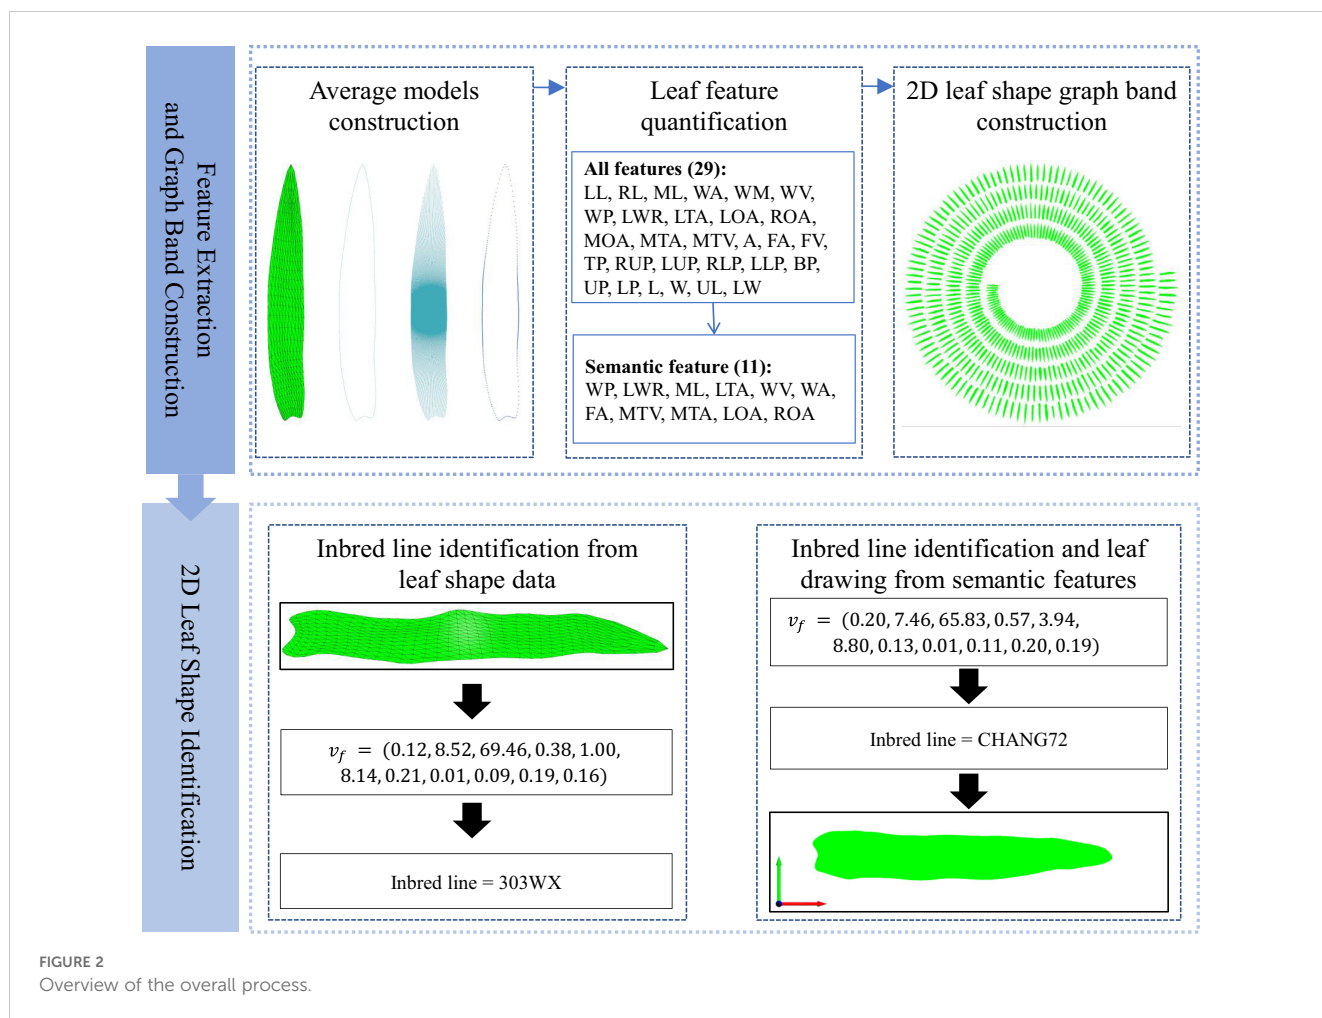 Feature Extraction
and Graph Band Construction
Average models
construction
Leaf feature
quantification
All features (29):
LL, RL, ML, WA, WM, WV,
WP, LWR, LTA, LOA, ROA,
MOA, MTA, MTV, A, FA, FV,
TP, RUP, LUP, RLP, LLP, BP,
UP, LP, L, W, UL, LW
Semantic feature (11):
WP, LWR, ML, LTA, WV, WA,
FA, MTV, MTA, LOA, ROA
2D leaf shape graph band
construction
2D Leaf Shape Identification
Inbred line identification from
leaf shape data
v_f = (0.12, 8.52, 69.46, 0.38, 1.00,
8.14, 0.21, 0.01, 0.09, 0.19, 0.16)
Inbred line = 303WX
Inbred line identification and leaf
drawing from semantic features
v_f = (0.20, 7.46, 65.83, 0.57, 3.94,
8.80, 0.13, 0.01, 0.11, 0.20, 0.19)
Inbred line = CHANG72
FIGURE 2
Overview of the overall process.